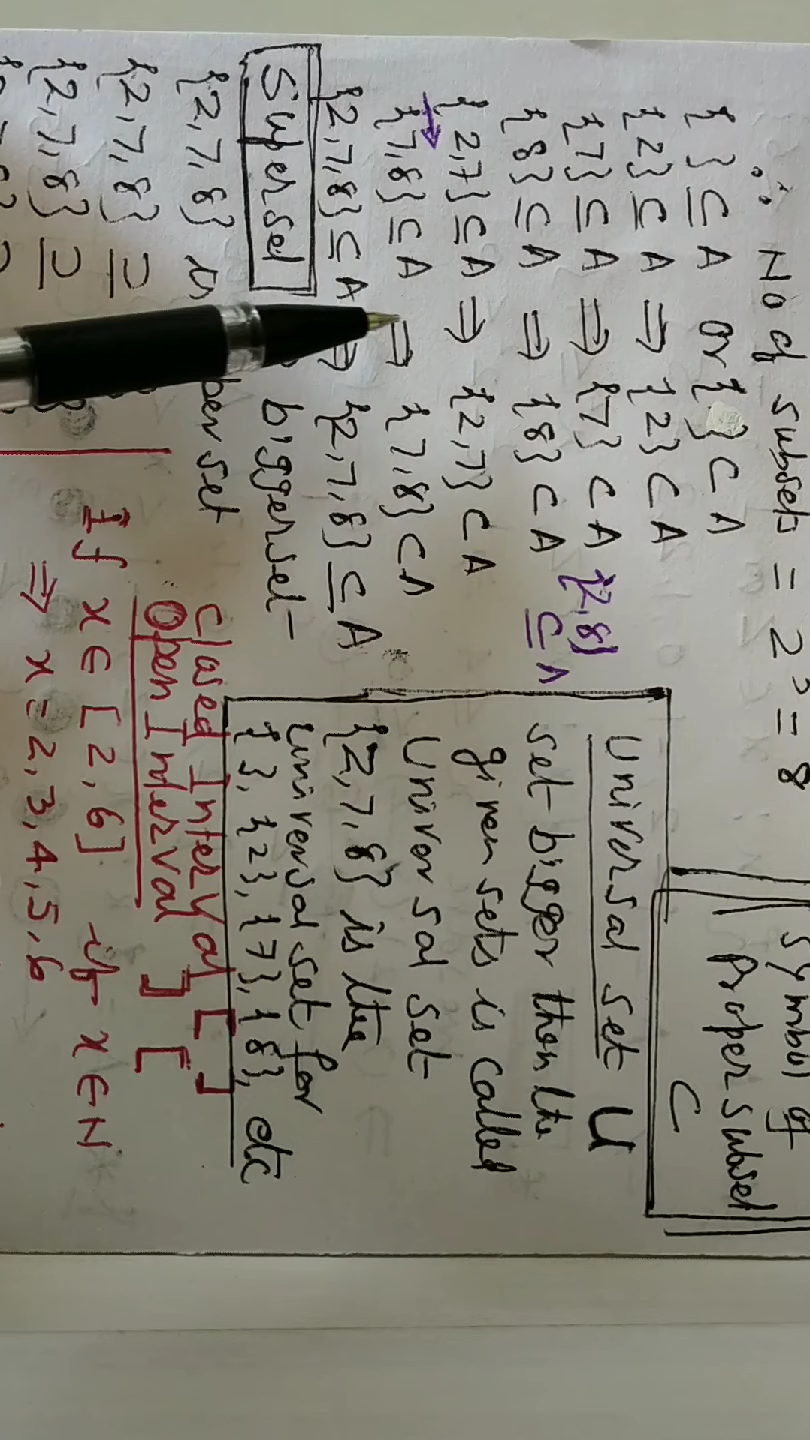 ∴ No of subsets = 2³ = 8
{ } ⊆ A or { } ⊂ A
{2} ⊆ A ⇒ {2} ⊂ A
{7} ⊆ A ⇒ {7} ⊂ A
{8} ⊆ A ⇒ {8} ⊂ A
{2,8} ⊆ A
{2,7} ⊆ A ⇒ {2,7} ⊂ A
{7,8} ⊆ A ⇒ {7,8} ⊂ A
{2,7,8} ⊆ A ⇒ {2,7,8} ⊆ A
Superset bigger set
{2,7,8} is per set
{2,7,8} ⊇
{2,7,8} ⊇
Symbol of
Proper subset
⊂
Universal set U
set bigger then the
given sets is called
Universal set
{2,7,8} is the
universal set for
{ }, {2}, {7}, {8}, etc
Closed Interval [ ]
Open Interval ] [
If x ∈ [2,6] if x ∈ N
⇒ x = 2,3,4,5,6